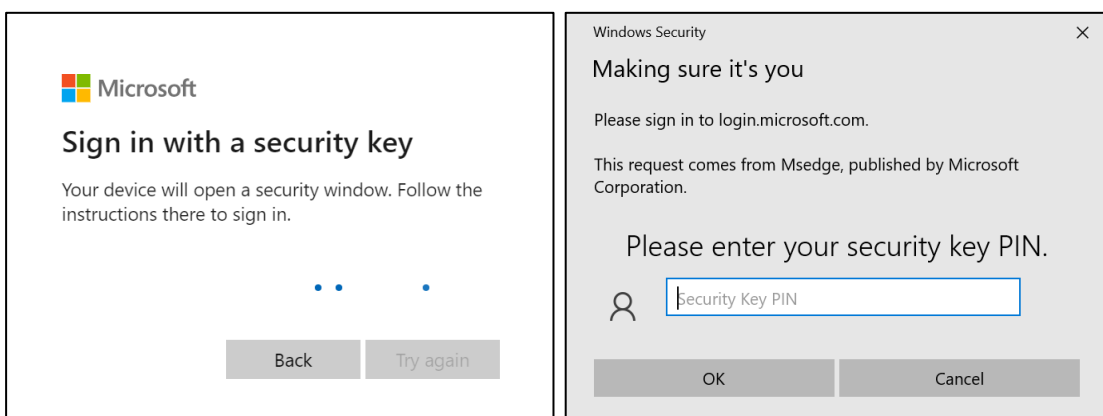 Microsoft
Sign in with a security key
Your device will open a security window. Follow the
instructions there to sign in.
Back
Try again
Windows Security
Making sure it's you
Please sign in to login.microsoft.com.
This request comes from Msedge, published by Microsoft
Corporation.
Please enter your security key PIN.
Security Key PIN
OK
Cancel